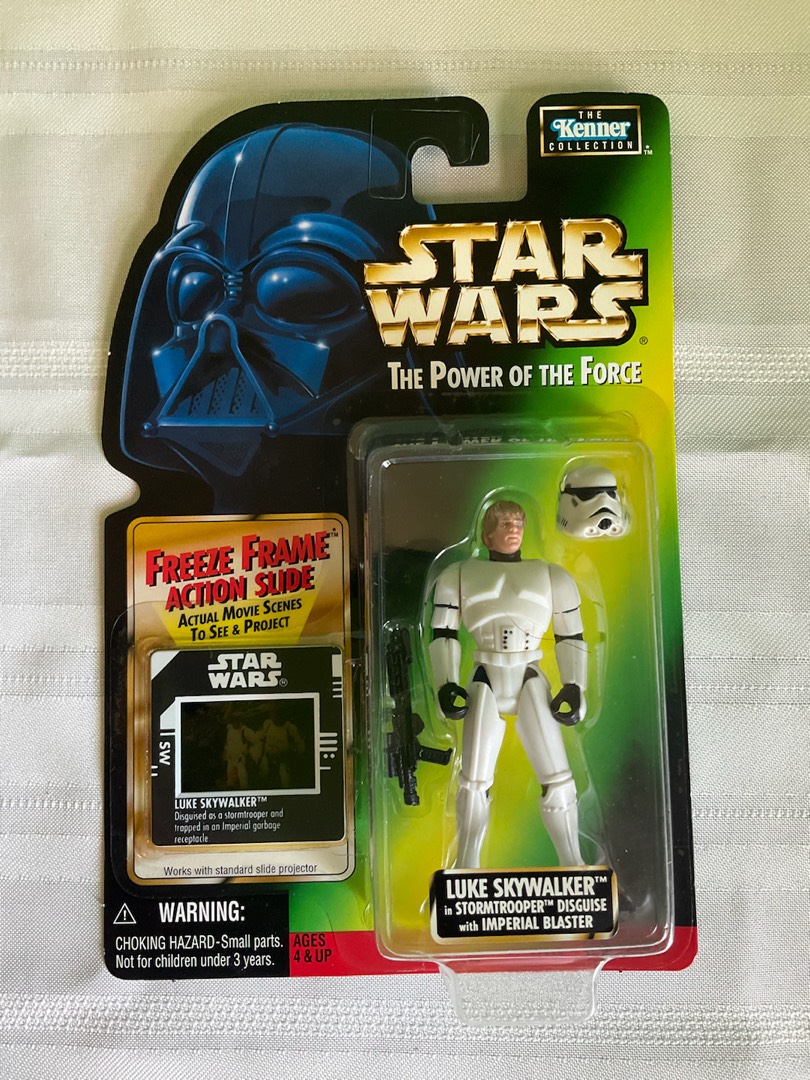 THE
Kenner
COLLECTION™
STAR
WARS®
THE POWER OF THE FORCE
FREEZE FRAME™
ACTION SLIDE
ACTUAL MOVIE SCENES
TO SEE & PROJECT
STAR
WARS®
SW
LUKE SKYWALKER™
Disguised as a stormtrooper and
trapped in an Imperial garbage
receptacle.
Works with standard slide projector
LUKE SKYWALKER™
in STORMTROOPER™ DISGUISE
with IMPERIAL BLASTER
WARNING:
CHOKING HAZARD-Small parts.
Not for children under 3 years.
AGES
4 & UP